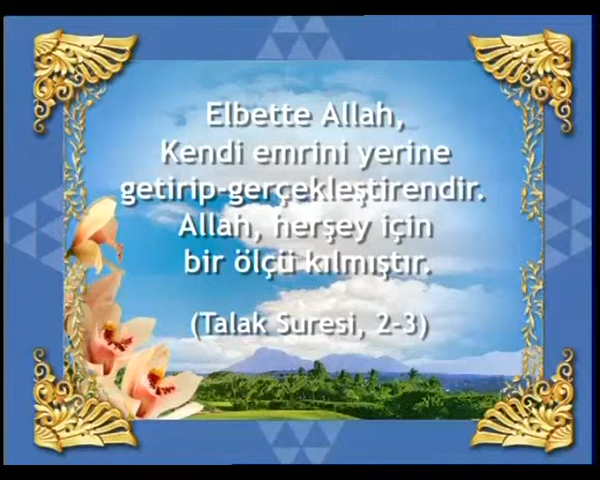 Elbette Allah,
Kendi emrini yerine
getirip-gerçekleştirendir.
Allah, herşey için
bir ölçü kılmıştır.
(Talak Suresi, 2-3)